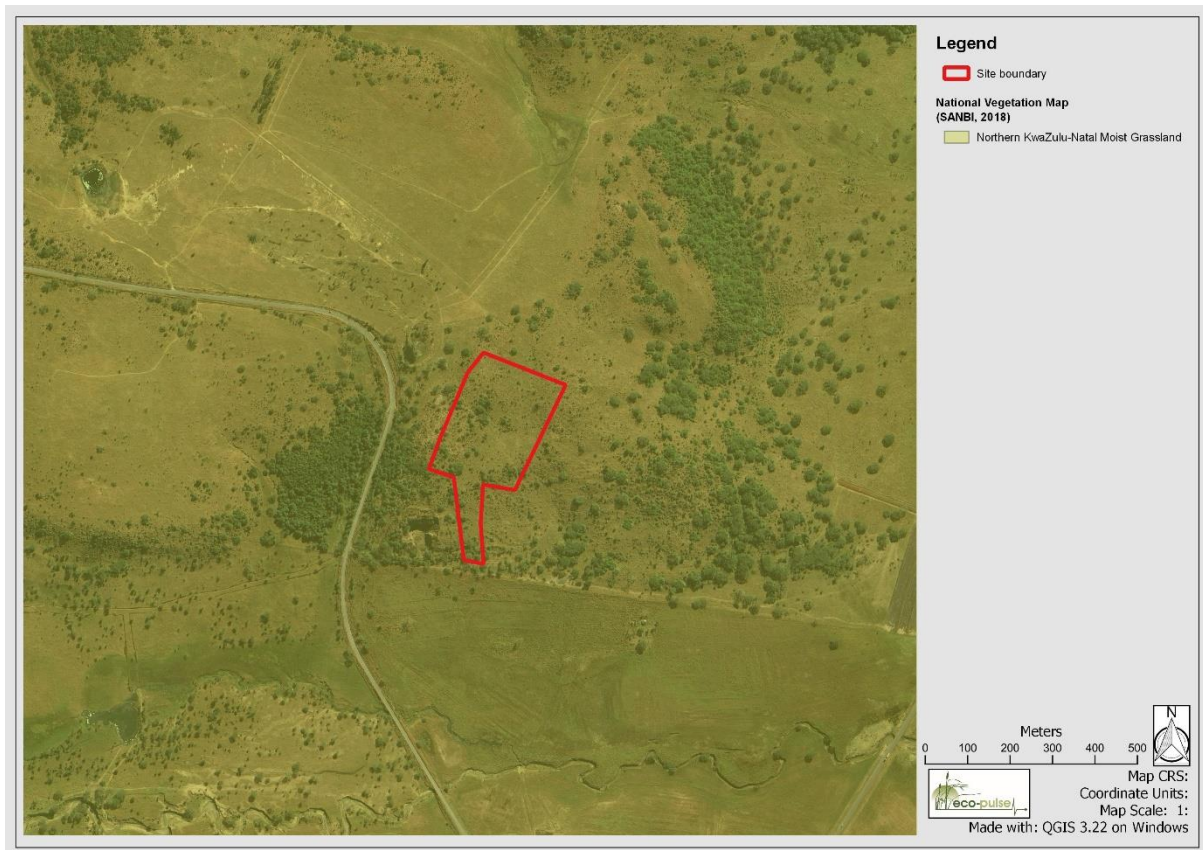 Legend
Site boundary
National Vegetation Map
(SANBI, 2018)
Northern KwaZulu-Natal Moist Grassland
N
Meters
0 100 200 300 400 500
eco-pulse
Map CRS:
Coordinate Units:
Map Scale: 1:
Made with: QGIS 3.22 on Windows